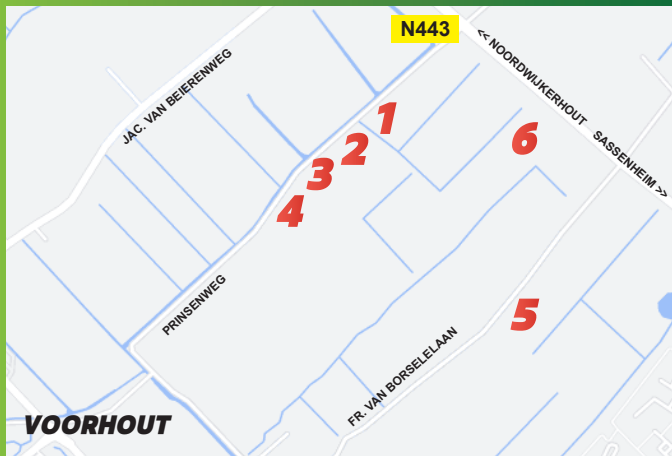 N443
<< NOORDWIJKERHOUT SASSENHEIM >>
JAC. VAN BEIERENWEG
1
2
6
3
4
PRINSENWEG
5
FR. VAN BORSELELAAN
VOORHOUT